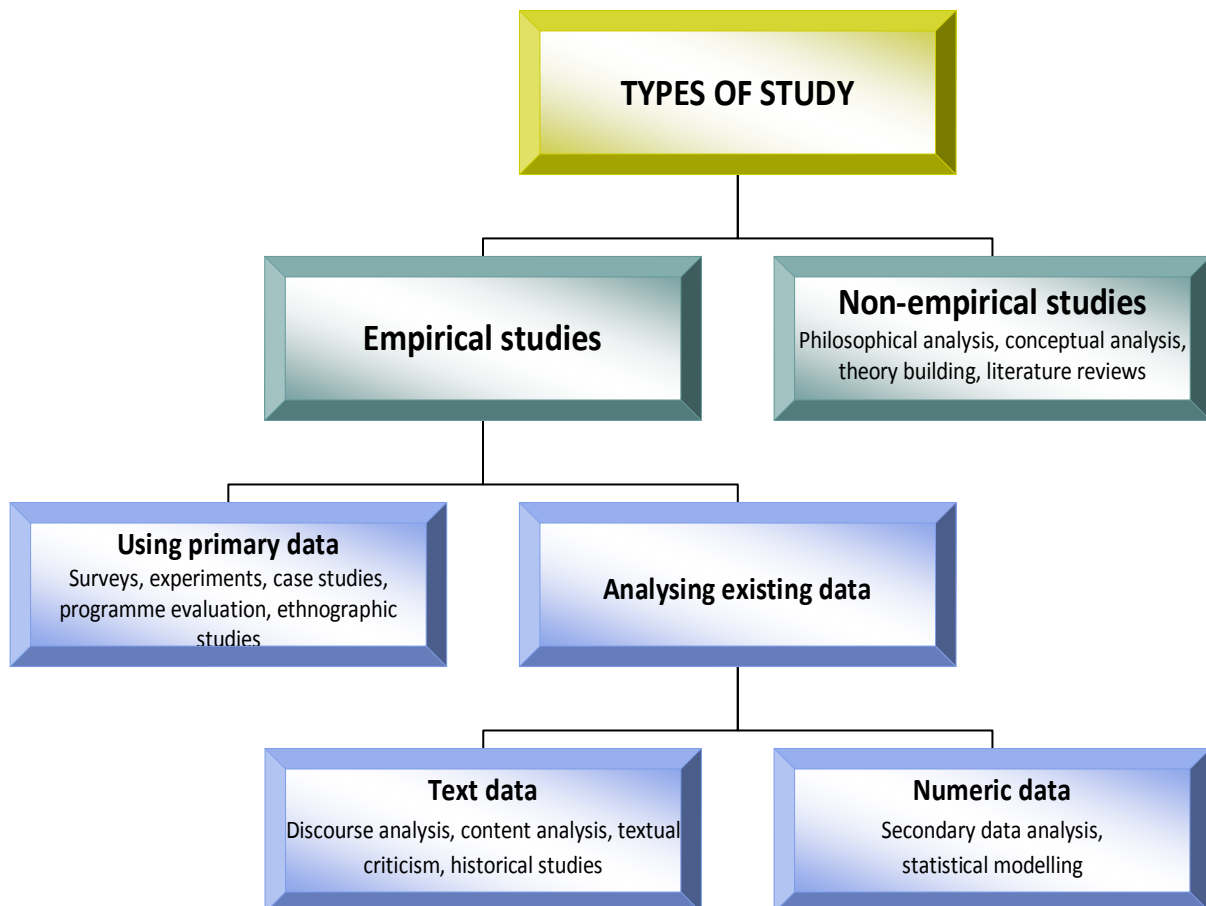 TYPES OF STUDY
Empirical studies
Non-empirical studies
Philosophical analysis, conceptual analysis,
theory building, literature reviews
Using primary data
Surveys, experiments, case studies,
programme evaluation, ethnographic
studies
Analysing existing data
Text data
Discourse analysis, content analysis, textual
criticism, historical studies
Numeric data
Secondary data analysis,
statistical modelling